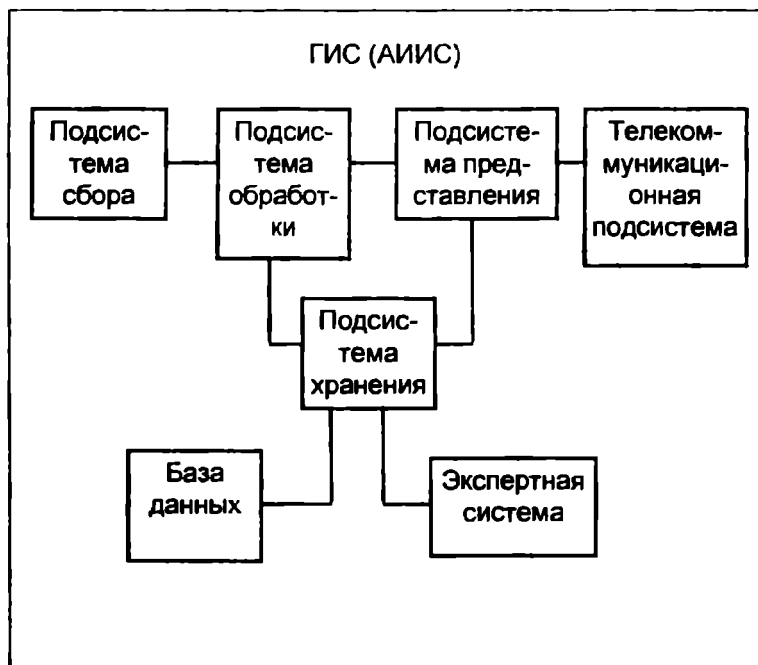 ГИС (АИИС)
Подсис-
тема
сбора
Подсис-
тема
обработ-
ки
Подсисте-
ма пред-
ставления
Телеком-
муникаци-
онная
подсистема
Подсис-
тема
хранения
База
данных
Экспертная
система